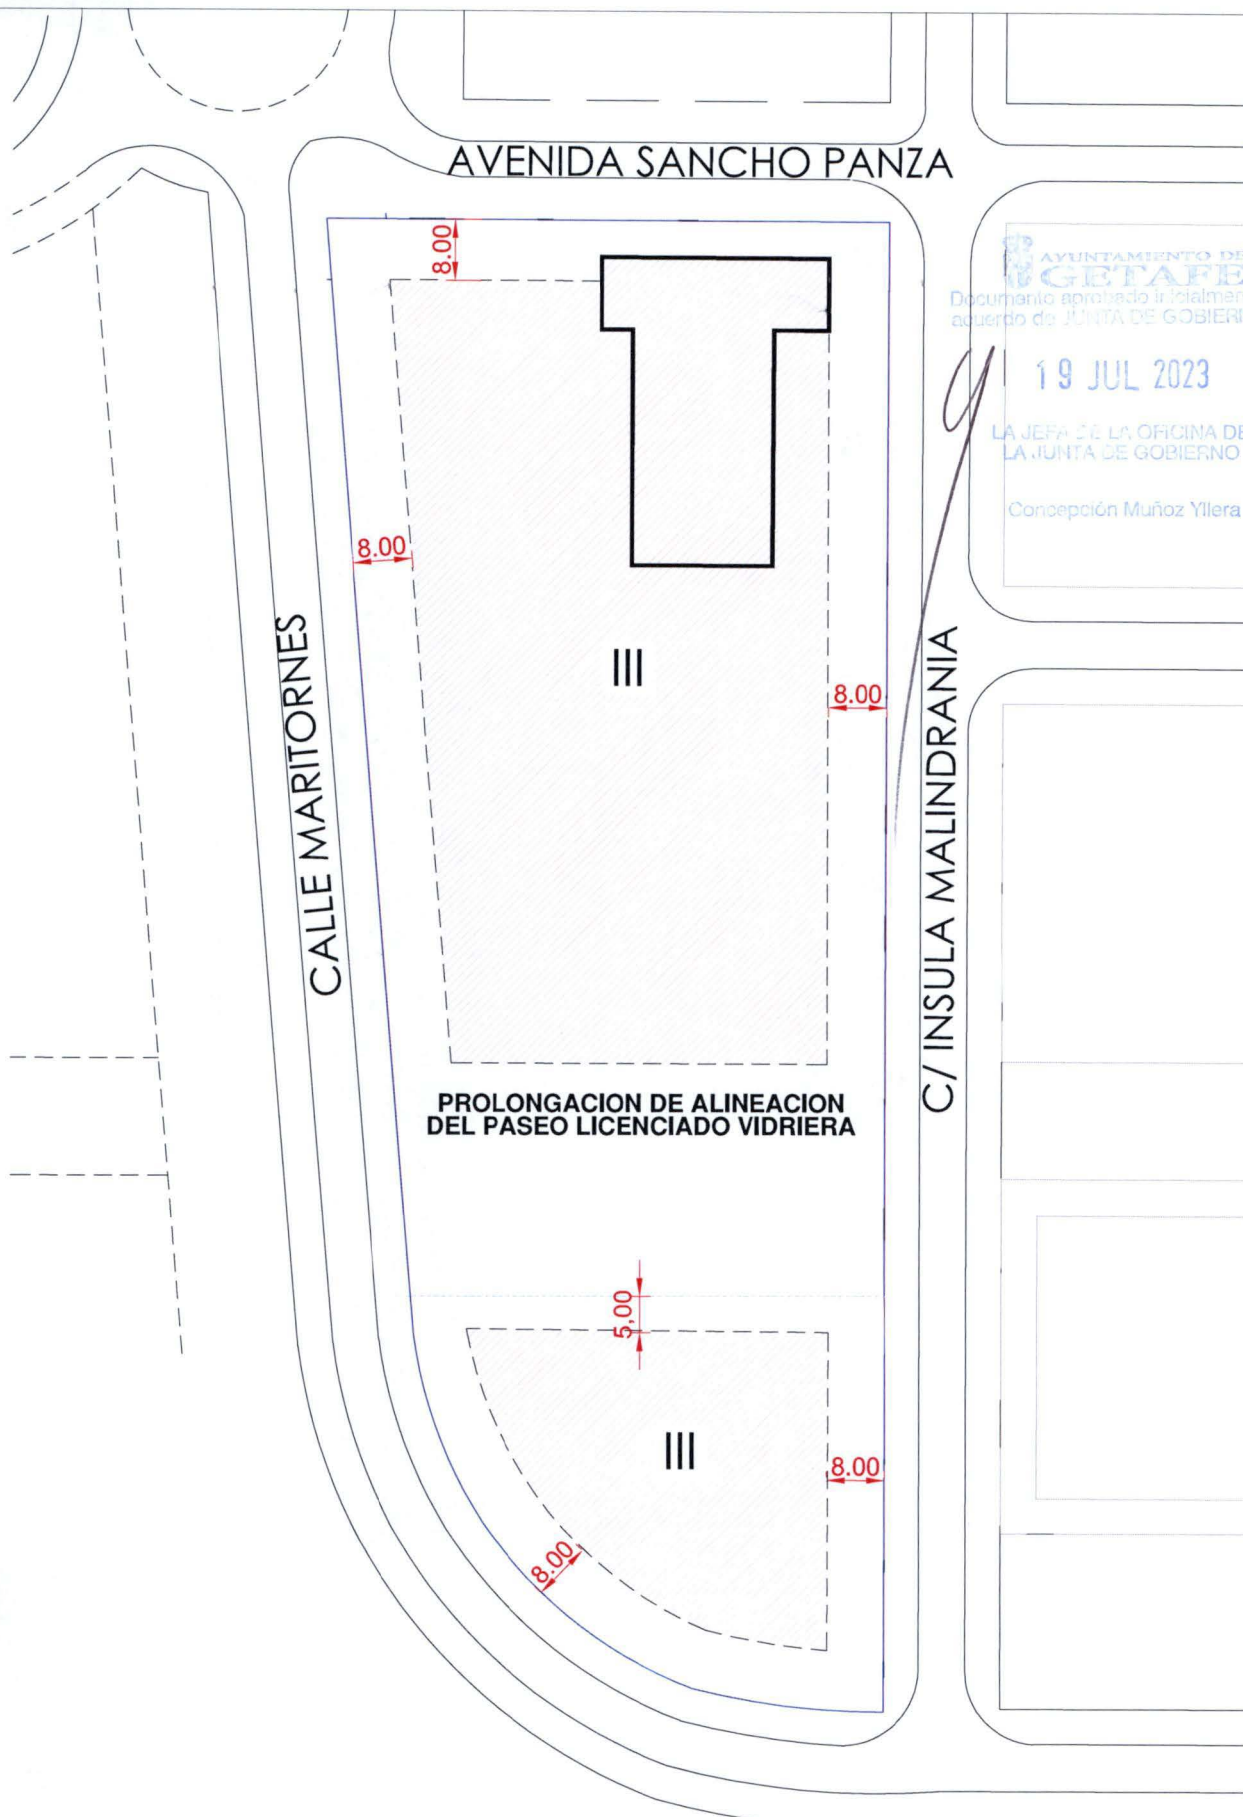 AVENIDA SANCHO PANZA
8.00
AYUNTAMIENTO DE
GETAFE
Documento aprobado inicialmen
acuerdo de JUNTA DE GOBIER
19 JUL 2023
LA JEFA DE LA OFICINA DE
LA JUNTA DE GOBIERNO
Concepción Muñoz Yllera
8.00
CALLE MARITORNES
III
8.00
C/ INSULA MALINDRANIA
PROLONGACION DE ALINEACION
DEL PASEO LICENCIADO VIDRIERA
5,00
III
8.00
8.00